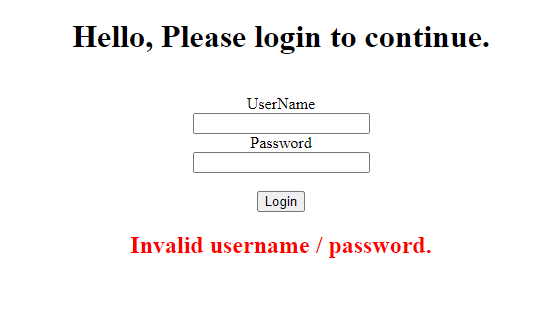 Hello, Please login to continue.
UserName
Password
Login
Invalid username / password.